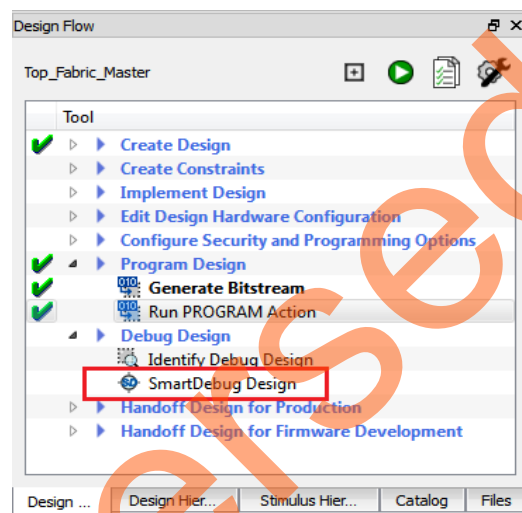 Design Flow
Top_Fabric_Master
Tool
Create Design
Create Constraints
Implement Design
Edit Design Hardware Configuration
Configure Security and Programming Options
Program Design
Generate Bitstream
Run PROGRAM Action
Debug Design
Identify Debug Design
SmartDebug Design
Handoff Design for Production
Handoff Design for Firmware Development
Design ... Design Hier... Stimulus Hier... Catalog Files